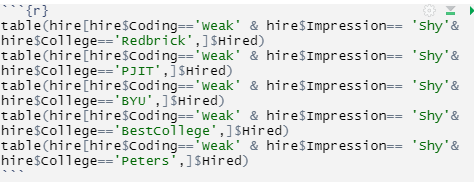 ```{r}
table(hire[hire$Coding=='Weak' & hire$Impression== 'Shy'&
hire$College=='Redbrick',]$Hired)
table(hire[hire$Coding=='weak' & hire$Impression== 'Shy'&
hire$College=='PJIT',]$Hired)
table(hire[hire$Coding=='weak' & hire$Impression== 'Shy'&
hire$College=='BYU',]$Hired)
table(hire[hire$Coding=='weak' & hire$Impression== 'Shy'&
hire$College=='BestCollege',]$Hired)
table(hire[hire$Coding=='weak' & hire$Impression== 'Shy'&
hire$College=='Peters',]$Hired)
```